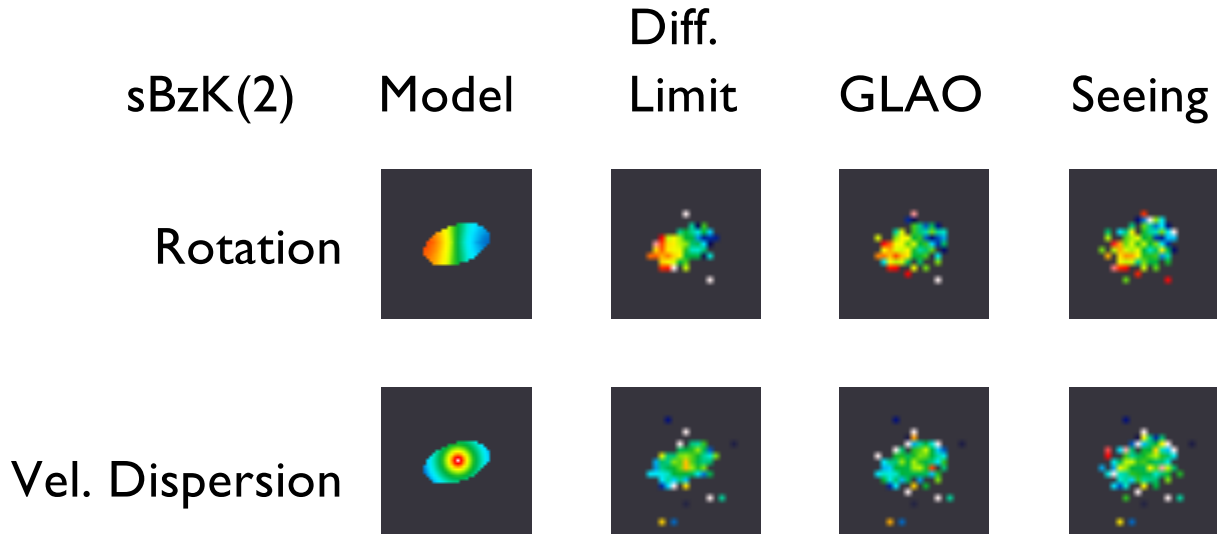 Diff.
sBzK(2) Model Limit GLAO Seeing
Rotation
Vel. Dispersion